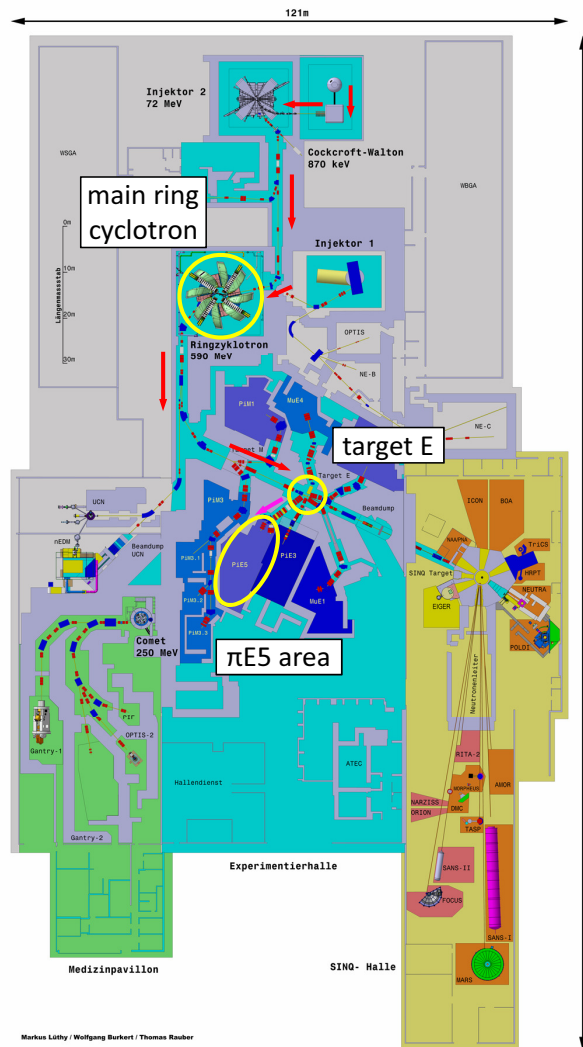 121m
Injektor 2
72 MeV
Cockcroft-Walton
870 keV
WSGA
WBGA
main ring
cyclotron
0m
10m
20m
30m
Längenmassstab
Injektor 1
Ringzyklotron
590 MeV
OPTIS
NE-B
NE-C
PiM1
MuE4
target E
Target M
Target E
Beamdump
UCN
nEDM
Beamdump
UCN
PiM3
PiM3.1
PiM3.2
PiM3.3
PiE5
PiE3
MuE1
πE5 area
ICON
BOA
NAA/PNA
TriCS
SINQ Target
HRPT
NEUTRA
EIGER
POLDI
Comet
250 MeV
PIF
OPTIS-2
Gantry-1
Gantry-2
Neutronenleiter
Hallendienst
ATEC
RITA-2
MORPHEUS
AMOR
NARZISS
DMC
ORION
TASP
SANS-II
FOCUS
SANS-I
MARS
Experimentierhalle
Medizinpavillon
SINQ- Halle
Markus Lüthy / Wolfgang Burkert / Thomas Rauber